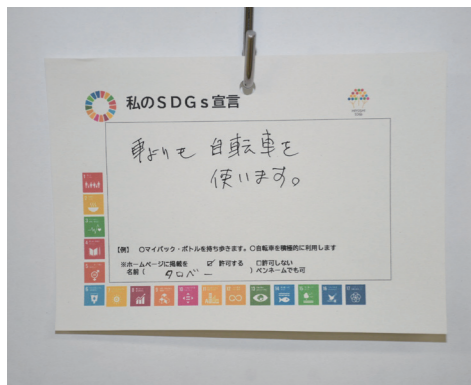 私のSDGs宣言
車よりも 自転車を
使います。
【例】 〇マイバック・ボトルを持ち歩きます。〇自転車を積極的に利用します
※ホームページに掲載を ☑ 許可する ☐許可しない
名前（ タロベー ）ペンネームでも可